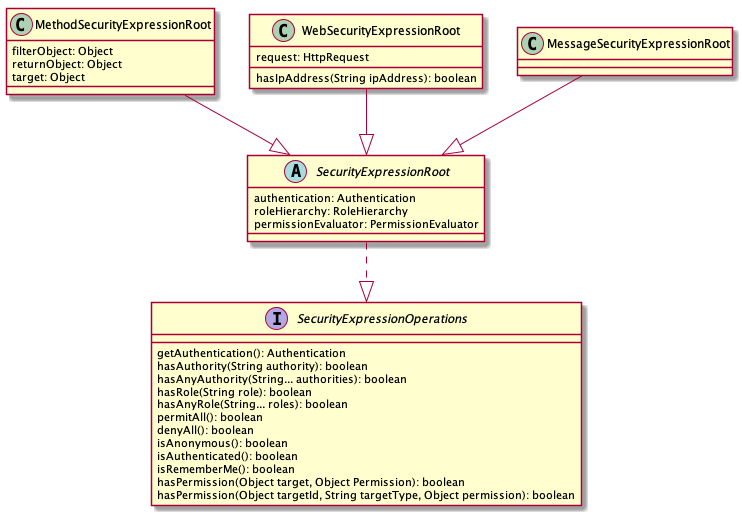 C MethodSecurityExpressionRoot
filterObject: Object
returnObject: Object
target: Object
C WebSecurityExpressionRoot
request: HttpRequest
hasIpAddress(String ipAddress): boolean
C MessageSecurityExpressionRoot
A SecurityExpressionRoot
authentication: Authentication
roleHierarchy: RoleHierarchy
permissionEvaluator: PermissionEvaluator
I SecurityExpressionOperations
getAuthentication(): Authentication
hasAuthority(String authority): boolean
hasAnyAuthority(String... authorities): boolean
hasRole(String role): boolean
hasAnyRole(String... roles): boolean
permitAll(): boolean
denyAll(): boolean
isAnonymous(): boolean
isAuthenticated(): boolean
isRememberMe(): boolean
hasPermission(Object target, Object Permission): boolean
hasPermission(Object targetId, String targetType, Object permission): boolean